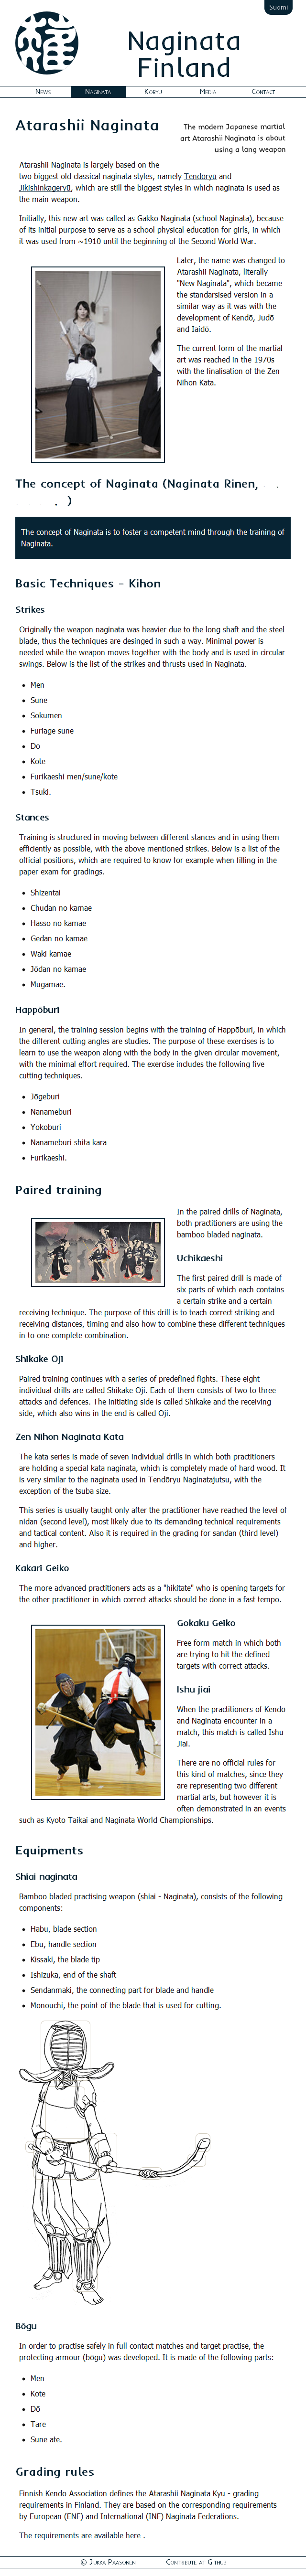 Suomi
Naginata
Finland
News
Naginata
Koryu
Media
Contact
Atarashii Naginata
The modern Japanese martial
art Atarashii Naginata is about
using a long weapon
Atarashii Naginata is largely based on the
two biggest old classical naginata styles, namely Tendōryū and
Jikishinkageryū, which are still the biggest styles in which naginata is used as
the main weapon.
Initially, this new art was called as Gakko Naginata (school Naginata), because
of its initial purpose to serve as a school physical education for girls, in which
it was used from ~1910 until the beginning of the Second World War.
Later, the name was changed to
Atarashii Naginata, literally
"New Naginata", which became
the standarised version in a
similar way as it was with the
development of Kendō, Judō
and Iaidō.
The current form of the martial
art was reached in the 1970s
with the finalisation of the Zen
Nihon Kata.
The concept of Naginata (Naginata Rinen,
)
The concept of Naginata is to foster a competent mind through the training of
Naginata.
Basic Techniques - Kihon
Strikes
Originally the weapon naginata was heavier due to the long shaft and the steel
blade, thus the techniques are desinged in such a way. Minimal power is
needed while the weapon moves together with the body and is used in circular
swings. Below is the list of the strikes and thrusts used in Naginata.
• Men
• Sune
• Sokumen
• Furiage sune
• Do
• Kote
• Furikaeshi men/sune/kote
• Tsuki.
Stances
Training is structured in moving between different stances and in using them
efficiently as possible, with the above mentioned strikes. Below is a list of the
official positions, which are required to know for example when filling in the
paper exam for gradings.
• Shizentai
• Chudan no kamae
• Hassō no kamae
• Gedan no kamae
• Waki kamae
• Jōdan no kamae
• Mugamae.
Happōburi
In general, the training session begins with the training of Happōburi, in which
the different cutting angles are studies. The purpose of these exercises is to
learn to use the weapon along with the body in the given circular movement,
with the minimal effort required. The exercise includes the following five
cutting techniques.
• Jōgeburi
• Nanameburi
• Yokoburi
• Nanameburi shita kara
• Furikaeshi.
Paired training
In the paired drills of Naginata,
both practitioners are using the
bamboo bladed naginata.
Uchikaeshi
The first paired drill is made of
six parts of which each contains
a certain strike and a certain
receiving technique. The purpose of this drill is to teach correct striking and
receiving distances, timing and also how to combine these different techniques
in to one complete combination.
Shikake Ōji
Paired training continues with a series of predefined fights. These eight
individual drills are called Shikake Oji. Each of them consists of two to three
attacks and defences. The initiating side is called Shikake and the receiving
side, which also wins in the end is called Oji.
Zen Nihon Naginata Kata
The kata series is made of seven individual drills in which both practitioners
are holding a special kata naginata, which is completely made of hard wood. It
is very similar to the naginata used in Tendōryu Naginatajutsu, with the
exception of the tsuba size.
This series is usually taught only after the practitioner have reached the level of
nidan (second level), most likely due to its demanding technical requirements
and tactical content. Also it is required in the grading for sandan (third level)
and higher.
Kakari Geiko
The more advanced practitioners acts as a "hikitate" who is opening targets for
the other practitioner in which correct attacks should be done in a fast tempo.
Gokaku Geiko
Free form match in which both
are trying to hit the defined
targets with correct attacks.
Ishu jiai
When the practitioners of Kendō
and Naginata encounter in a
match, this match is called Ishu
Jiai.
There are no official rules for
this kind of matches, since they
are representing two different
martial arts, but however it is
often demonstrated in an events
such as Kyoto Taikai and Naginata World Championships.
Equipments
Shiai naginata
Bamboo bladed practising weapon (shiai - Naginata), consists of the following
components:
• Habu, blade section
• Ebu, handle section
• Kissaki, the blade tip
• Ishizuka, end of the shaft
• Sendanmaki, the connecting part for blade and handle
• Monouchi, the point of the blade that is used for cutting.
Bōgu
In order to practise safely in full contact matches and target practise, the
protecting armour (bōgu) was developed. It is made of the following parts:
• Men
• Kote
• Dō
• Tare
• Sune ate.
Grading rules
Finnish Kendo Association defines the Atarashii Naginata Kyu - grading
requirements in Finland. They are based on the corresponding requirements
by European (ENF) and International (INF) Naginata Federations.
The requirements are available here .
© Jukka Paasonen
Contribute at Github